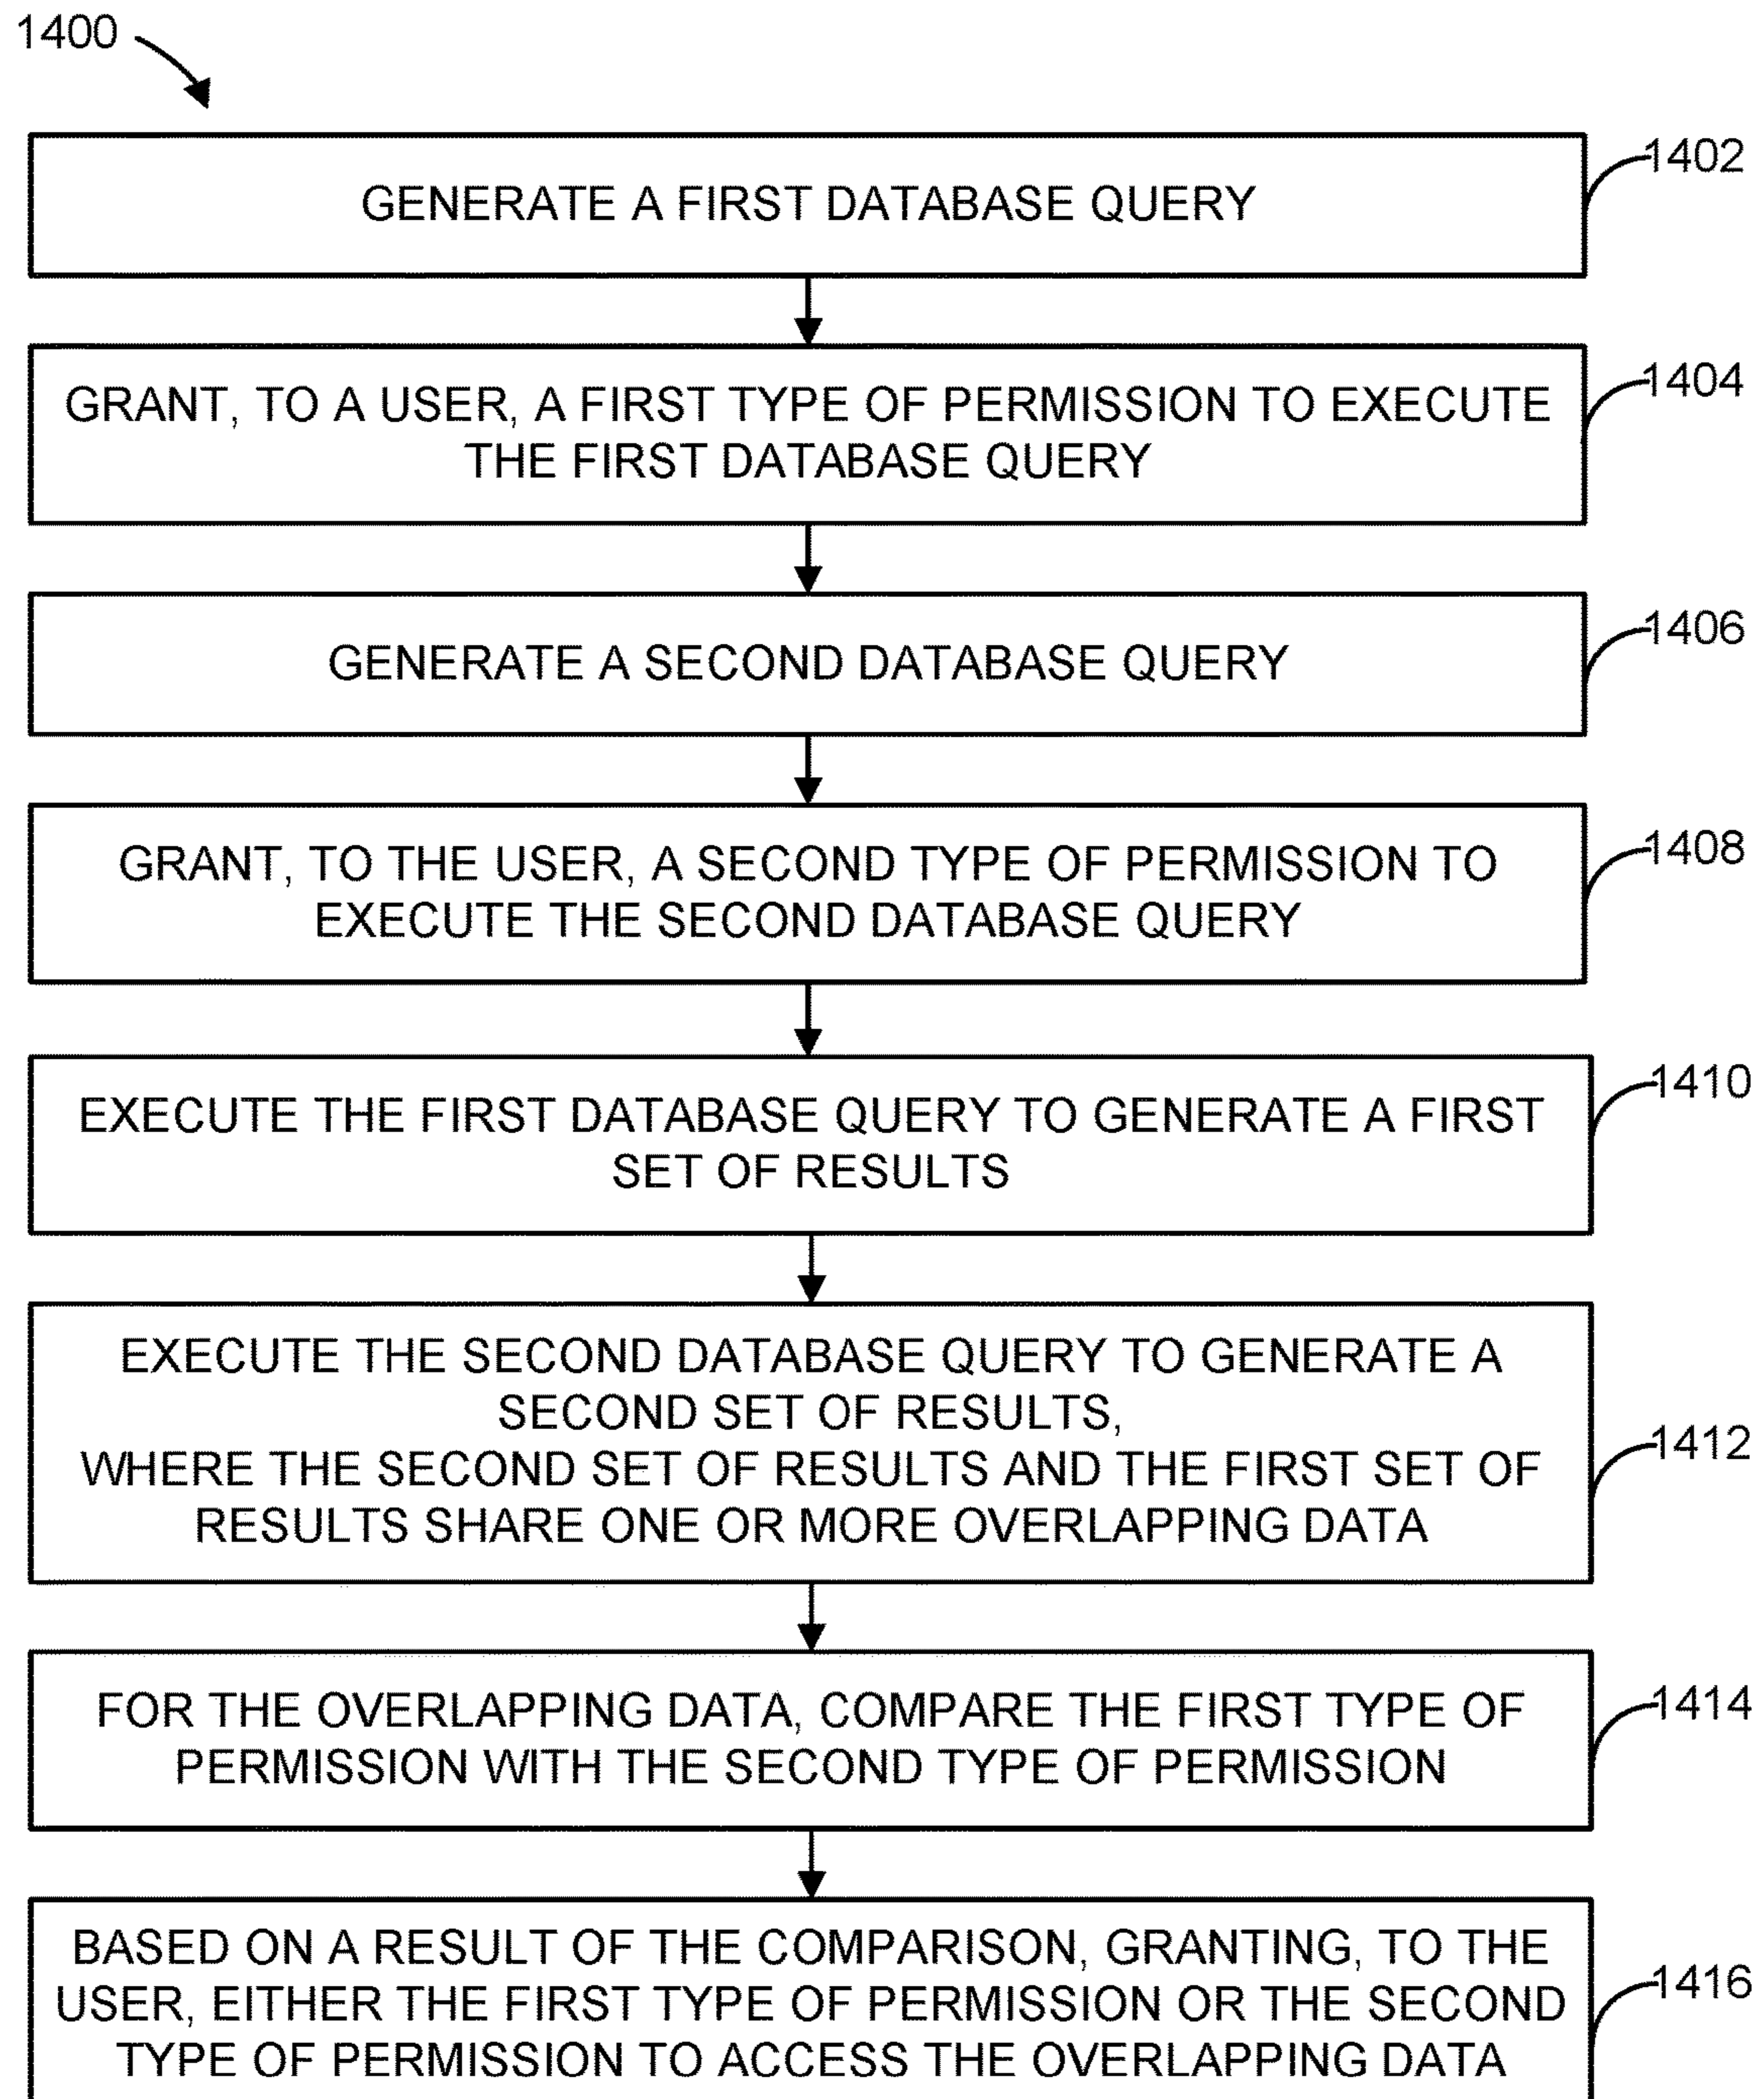 1400
GENERATE A FIRST DATABASE QUERY
1402
GRANT, TO A USER, A FIRST TYPE OF PERMISSION TO EXECUTE
THE FIRST DATABASE QUERY
1404
GENERATE A SECOND DATABASE QUERY
1406
GRANT, TO THE USER, A SECOND TYPE OF PERMISSION TO
EXECUTE THE SECOND DATABASE QUERY
1408
EXECUTE THE FIRST DATABASE QUERY TO GENERATE A FIRST
SET OF RESULTS
1410
EXECUTE THE SECOND DATABASE QUERY TO GENERATE A
SECOND SET OF RESULTS,
WHERE THE SECOND SET OF RESULTS AND THE FIRST SET OF
RESULTS SHARE ONE OR MORE OVERLAPPING DATA
1412
FOR THE OVERLAPPING DATA, COMPARE THE FIRST TYPE OF
PERMISSION WITH THE SECOND TYPE OF PERMISSION
1414
BASED ON A RESULT OF THE COMPARISON, GRANTING, TO THE
USER, EITHER THE FIRST TYPE OF PERMISSION OR THE SECOND
TYPE OF PERMISSION TO ACCESS THE OVERLAPPING DATA
1416